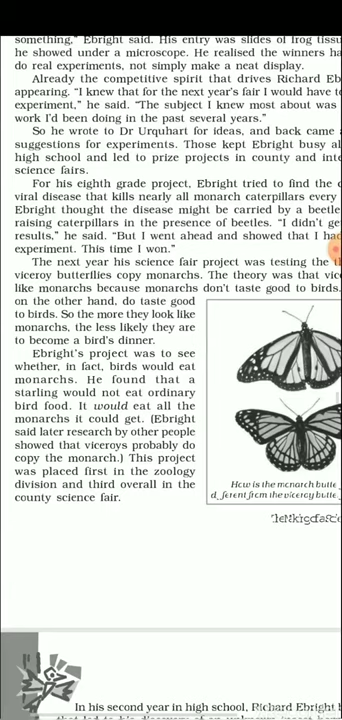 something," Ebright said. His entry was slides of frog
he showed under a microscope. He realised the winners
do real experiments, not simply make a neat display.
Already the competitive spirit that drives Richard
appearing. "I knew that for the next year's fair I would have
experiment," he said. "The subject I knew most about was
work I'd been doing in the past several years."
So he wrote to Dr Urquhart for ideas, and back came
suggestions for experiments. Those kept Ebright busy
high school and led to prize projects in county and
science fairs.
For his eighth grade project, Ebright tried to find the
viral disease that kills nearly all monarch caterpillars every
Ebright thought the disease might be carried by a beetle
raising caterpillars in the presence of beetles. "I didn't
results," he said. "But I went ahead and showed that I had
experiment. This time I won."
The next year his science fair project was testing the
viceroy butterflies copy monarchs. The theory was that
like monarchs because monarchs don't taste good to birds.
on the other hand, do taste good
to birds. So the more they look like
monarchs, the less likely they are
to become a bird's dinner.
Ebright's project was to see
whether, in fact, birds would eat
monarchs. He found that a
starling would not eat ordinary
bird food. It would eat all the
monarchs it could get. (Ebright
said later research by other people
showed that viceroys probably do
copy the monarch.) This project
was placed first in the zoology
division and third overall in the
county science fair.
How is the monarch
different from the viceroy
In his second year in high school, Richard Ebright